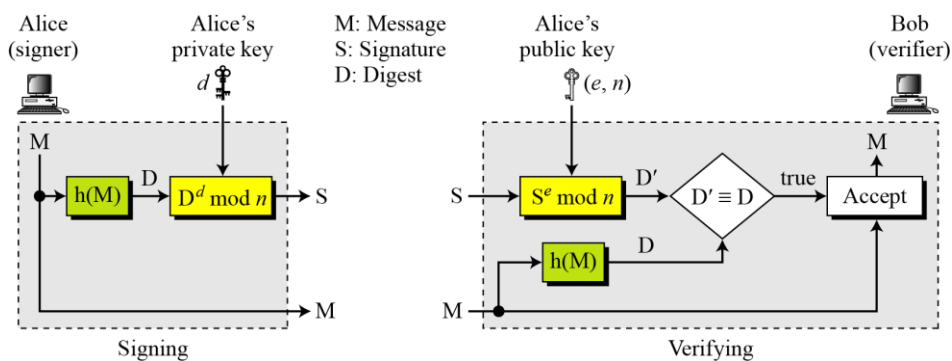 Alice
(signer)
Alice's
private key
d
M: Message
S: Signature
D: Digest
Alice's
public key
(e, n)
Bob
(verifier)
M
h(M)
D
D^d mod n
S
M
Signing
S
S^e mod n
D′
D′ ≡ D
true
Accept
M
h(M)
D
M
Verifying